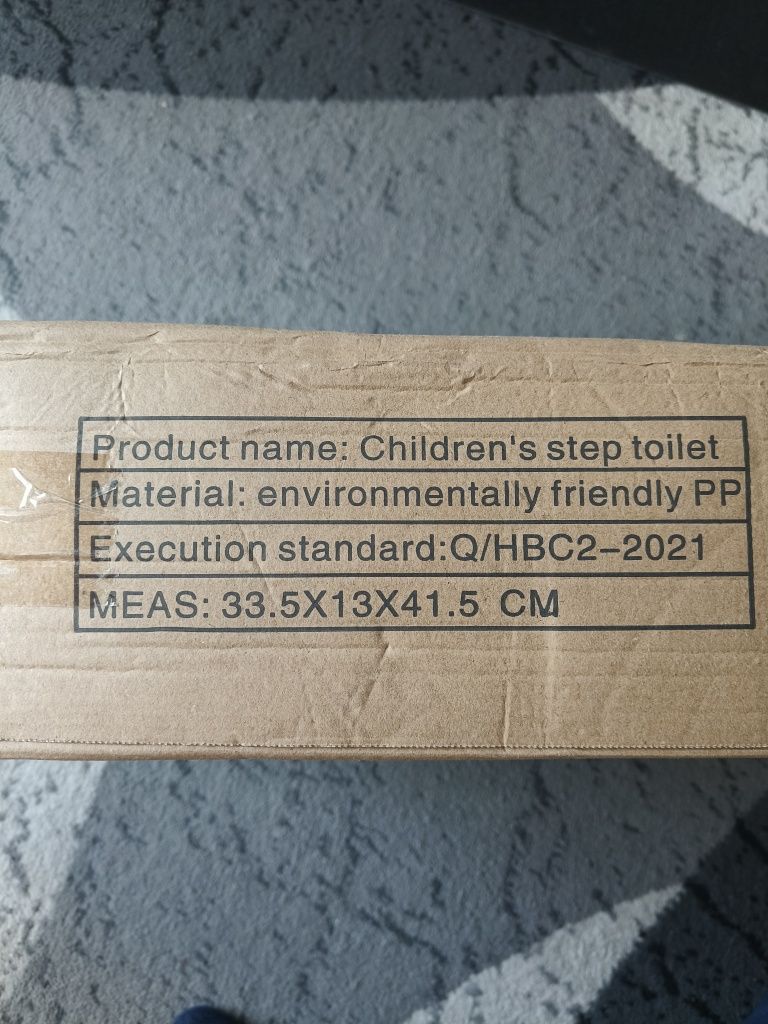 Product name: Children's step toilet
Material: environmentally friendly PP
Execution standard:Q/HBC2-2021
MEAS: 33.5X13X41.5 CM